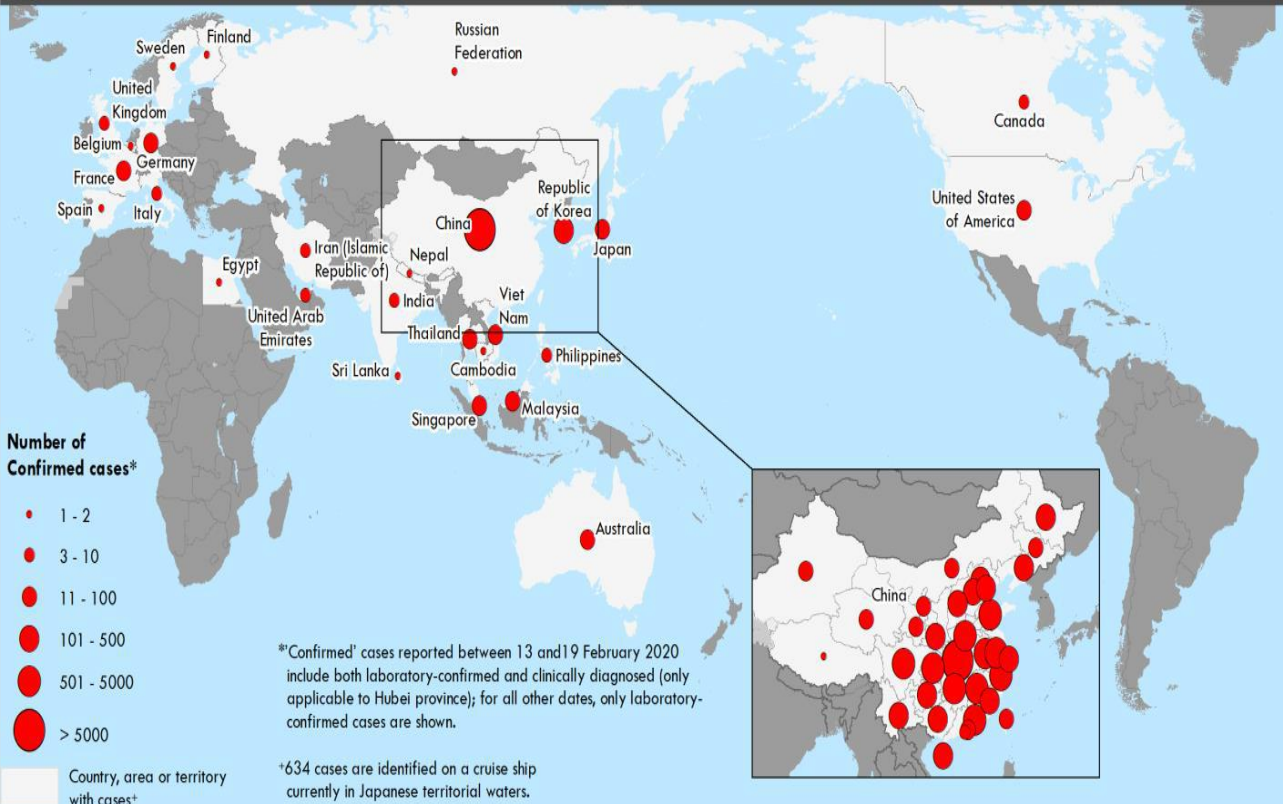 Finland
Sweden
Russian
Federation
United
Kingdom
Belgium
Germany
France
Spain
Italy
Canada
United States
of America
Republic
of Korea
China
Japan
Iran (Islamic
Republic of)
Nepal
Egypt
India
United Arab
Emirates
Viet
Nam
Thailand
Philippines
Sri Lanka
Cambodia
Singapore
Malaysia
Australia
China
Number of
Confirmed cases*
1 - 2
3 - 10
11 - 100
101 - 500
501 - 5000
> 5000
Country, area or territory
with cases⁺
*'Confirmed' cases reported between 13 and19 February 2020
include both laboratory-confirmed and clinically diagnosed (only
applicable to Hubei province); for all other dates, only laboratory-
confirmed cases are shown.
⁺634 cases are identified on a cruise ship
currently in Japanese territorial waters.